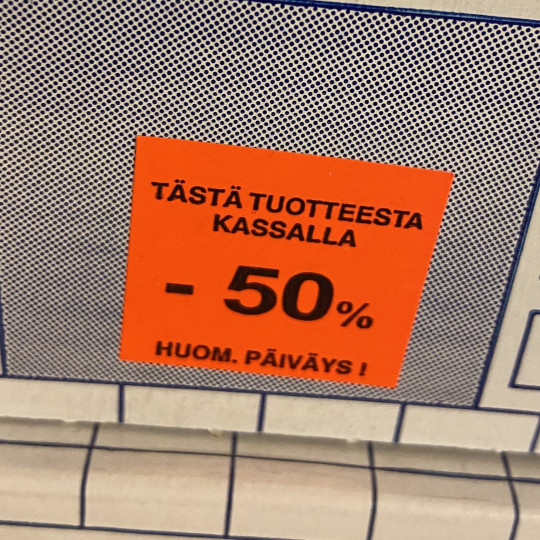 TÄSTÄ TUOTTEESTA
KASSALLA
- 50%
HUOM. PÄIVÄYS !